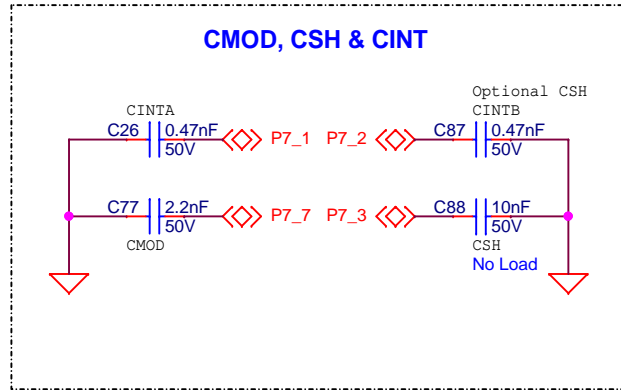 CMOD, CSH & CINT
Optional CSH
CINTA
CINTB
C26 0.47nF P7_1 P7_2 C87 0.47nF
50V 50V
C77 2.2nF P7_7 P7_3 C88 10nF
50V 50V
CMOD
CSH
No Load